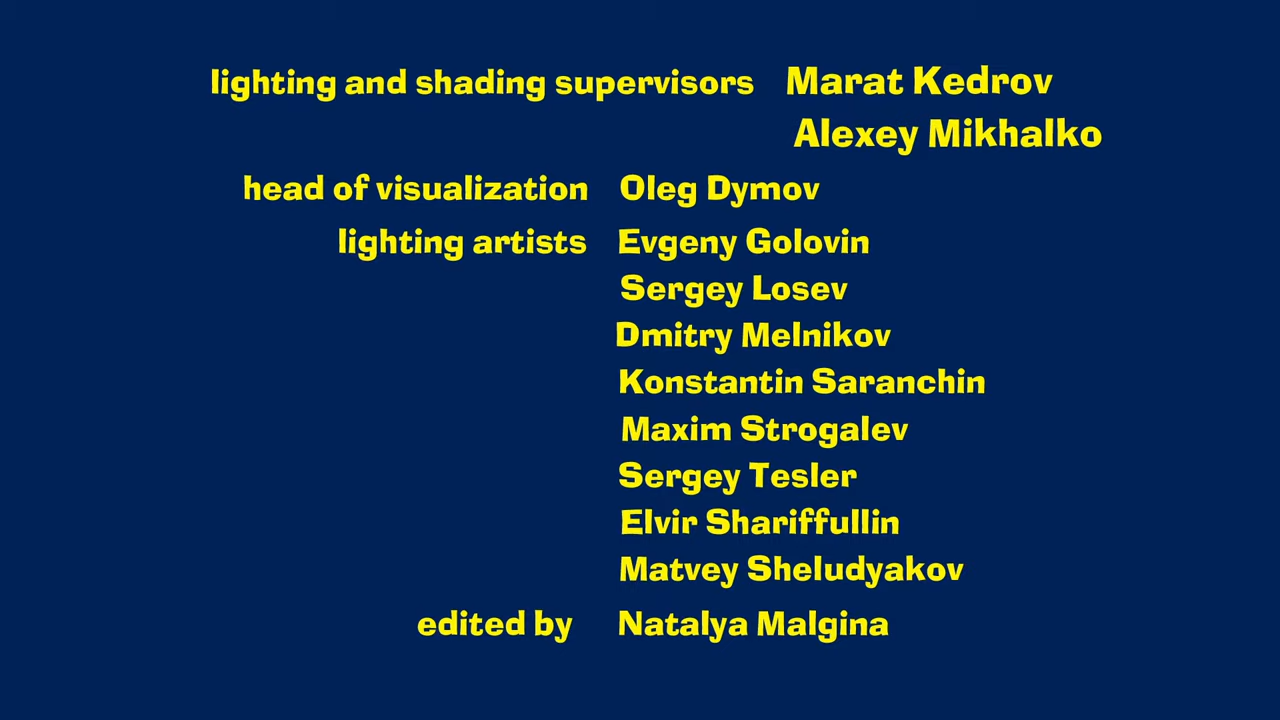 lighting and shading supervisors Marat Kedrov
Alexey Mikhalko
head of visualization Oleg Dymov
lighting artists Evgeny Golovin
Sergey Losev
Dmitry Melnikov
Konstantin Saranchin
Maxim Strogalev
Sergey Tesler
Elvir Shariffullin
Matvey Sheludyakov
edited by Natalya Malgina